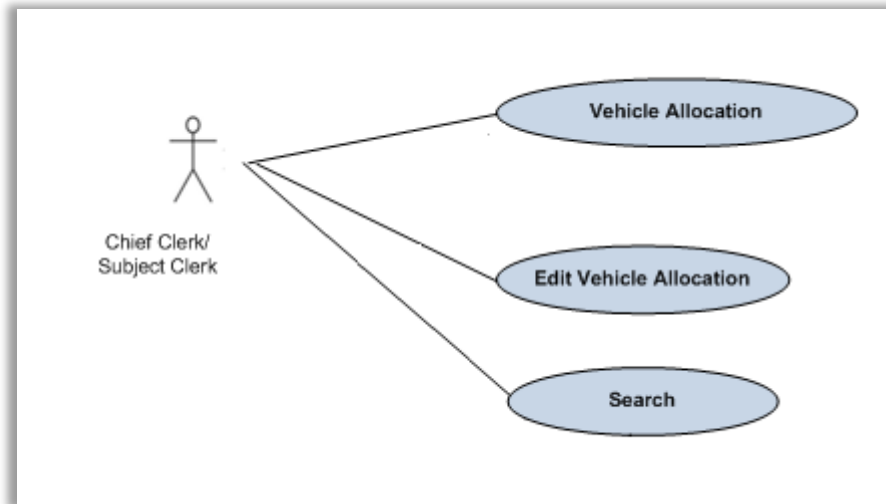 Vehicle Allocation
Chief Clerk/
Subject Clerk
Edit Vehicle Allocation
Search